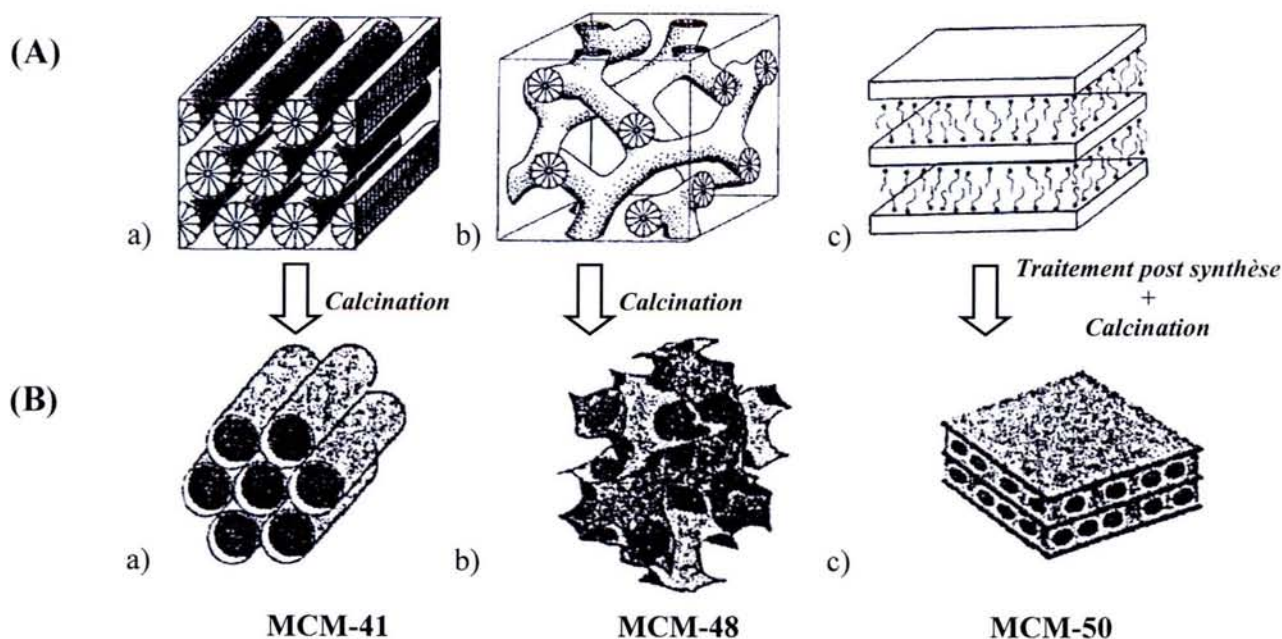 (A)
a)
b)
c)
Calcination
Calcination
Traitement post synthèse
+
Calcination
(B)
a)
b)
c)
MCM-41
MCM-48
MCM-50